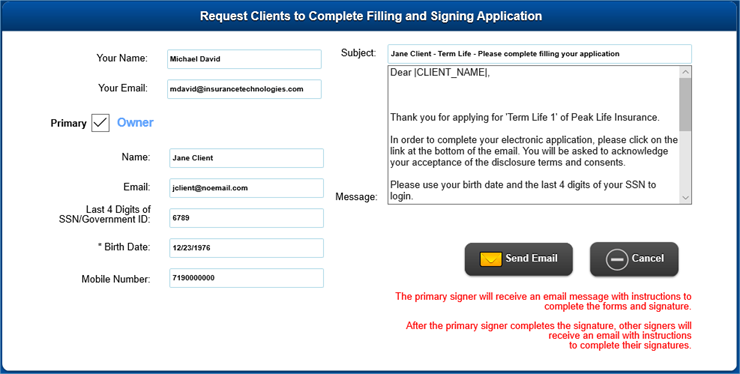 Request Clients to Complete Filling and Signing Application
Your Name: Michael David
Your Email: mdavid@insurancetechnologies.com
Primary Owner
Name: Jane Client
Email: jclient@noemail.com
Last 4 Digits of
SSN/Government ID: 6789
* Birth Date: 12/23/1976
Mobile Number: 7190000000
Subject: Jane Client - Term Life - Please complete filling your application
Message:
Dear |CLIENT_NAME|,
Thank you for applying for 'Term Life 1' of Peak Life Insurance.
In order to complete your electronic application, please click on the
link at the bottom of the email. You will be asked to acknowledge
your acceptance of the disclosure terms and consents.
Please use your birth date and the last 4 digits of your SSN to
login.
Send Email
Cancel
The primary signer will receive an email message with instructions to
complete the forms and signature.
After the primary signer completes the signature, other signers will
receive an email with instructions
to complete their signatures.